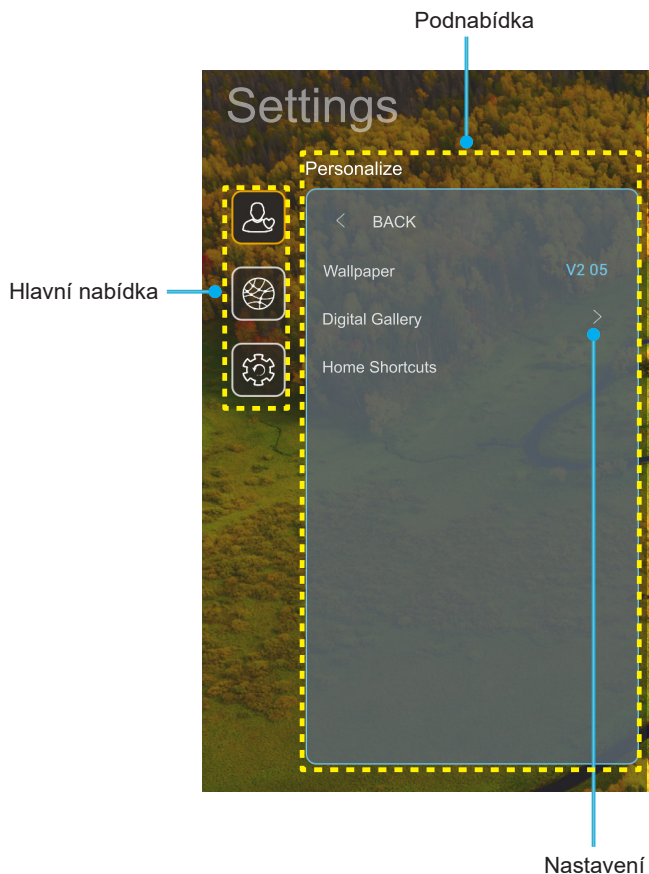 Podnabídka
Settings
Personalize
BACK
Wallpaper V2 05
Hlavní nabídka
Digital Gallery
Home Shortcuts
Nastavení